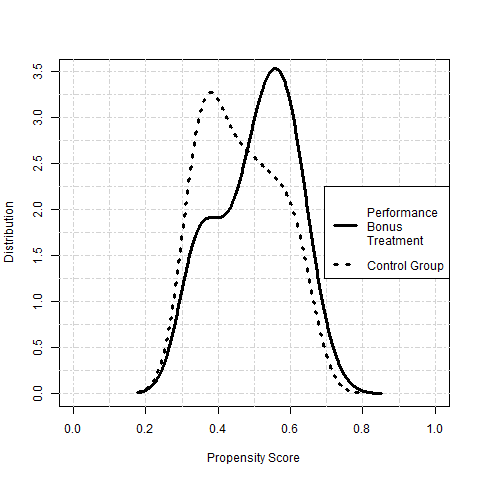 3.5
3.0
2.5
2.0
1.5
1.0
0.5
0.0
Distribution
Performance
Bonus
Treatment
Control Group
0.0 0.2 0.4 0.6 0.8 1.0
Propensity Score